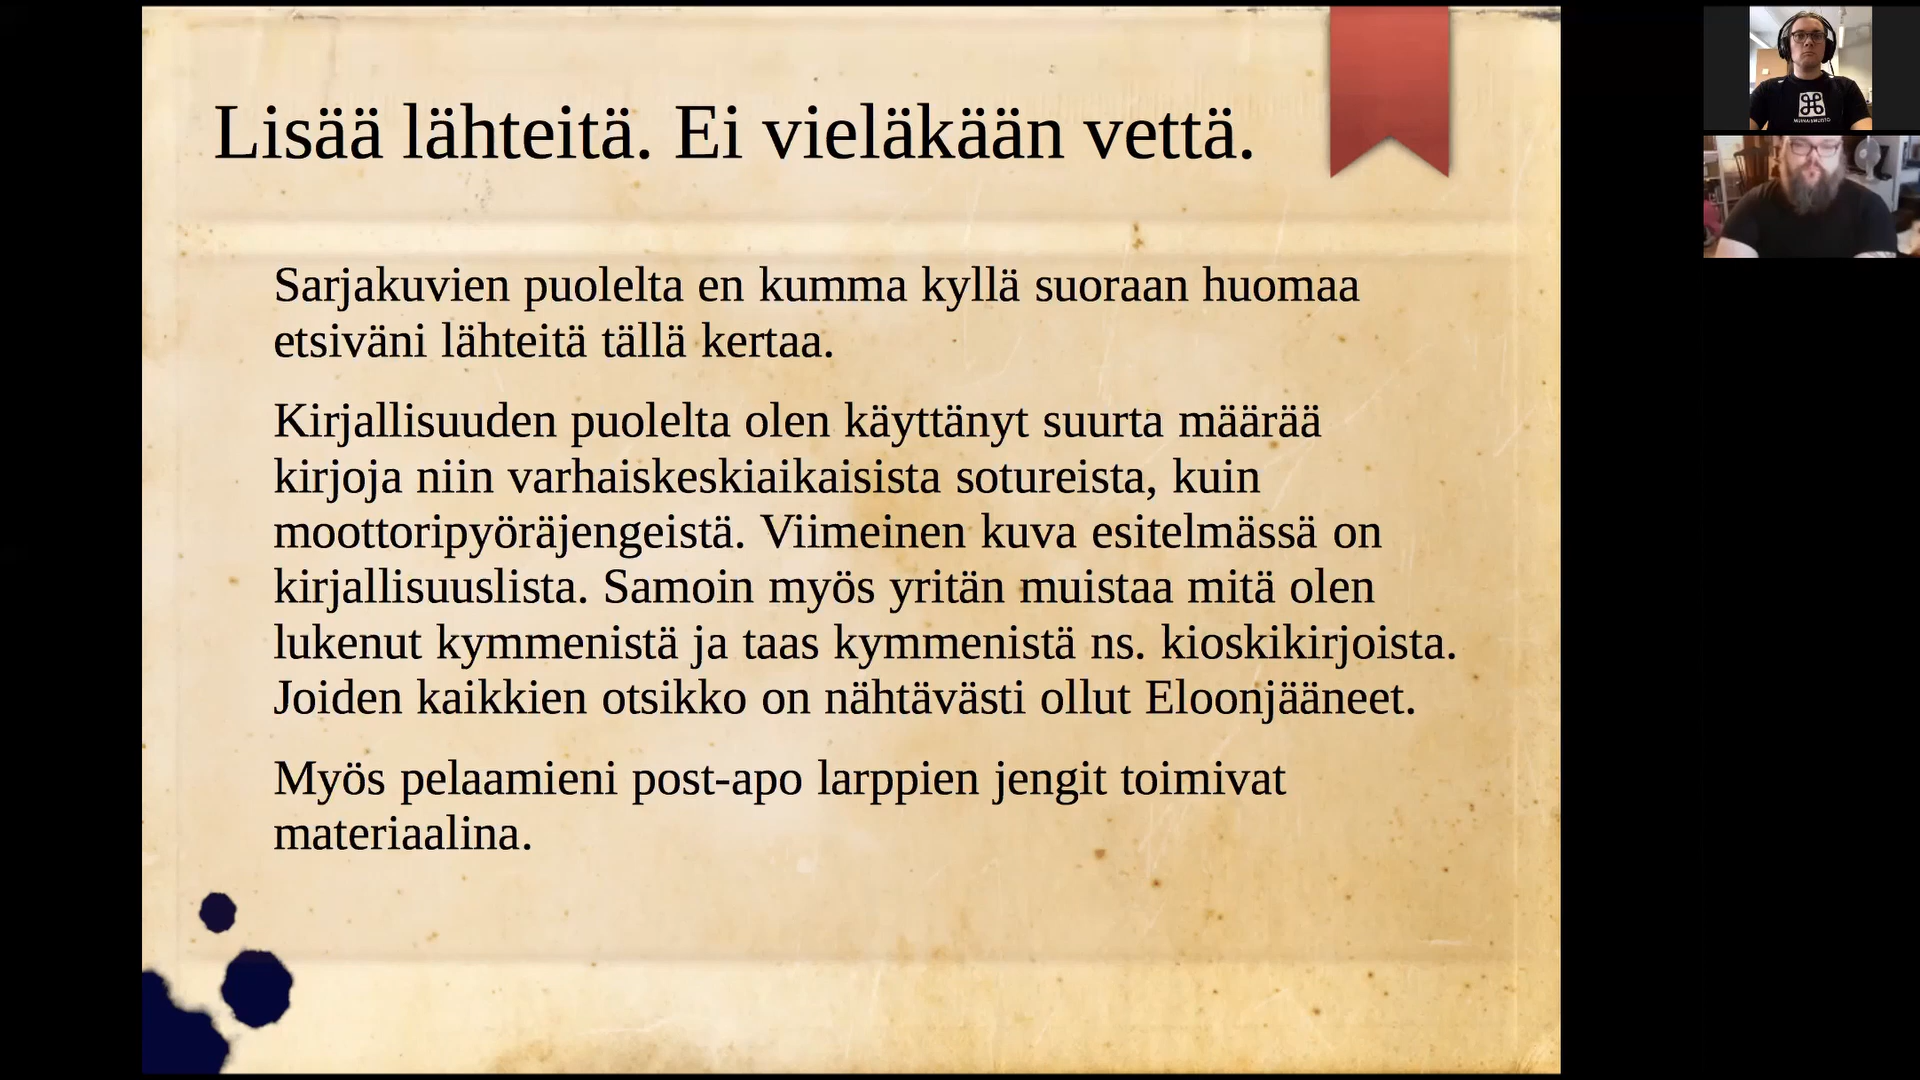 Lisää lähteitä. Ei vieläkään vettä.
Sarjakuvien puolelta en kumma kyllä suoraan huomaa
etsiväni lähteitä tällä kertaa.
Kirjallisuuden puolelta olen käyttänyt suurta määrää
kirjoja niin varhaiskeskiaikaisista sotureista, kuin
moottoripyöräjengeistä. Viimeinen kuva esitelmässä on
kirjallisuuslista. Samoin myös yritän muistaa mitä olen
lukenut kymmenistä ja taas kymmenistä ns. kioskikirjoista.
Joiden kaikkien otsikko on nähtävästi ollut Eloonjääneet.
Myös pelaamieni post-apo larppien jengit toimivat
materiaalina.
MUINAISMUISTO